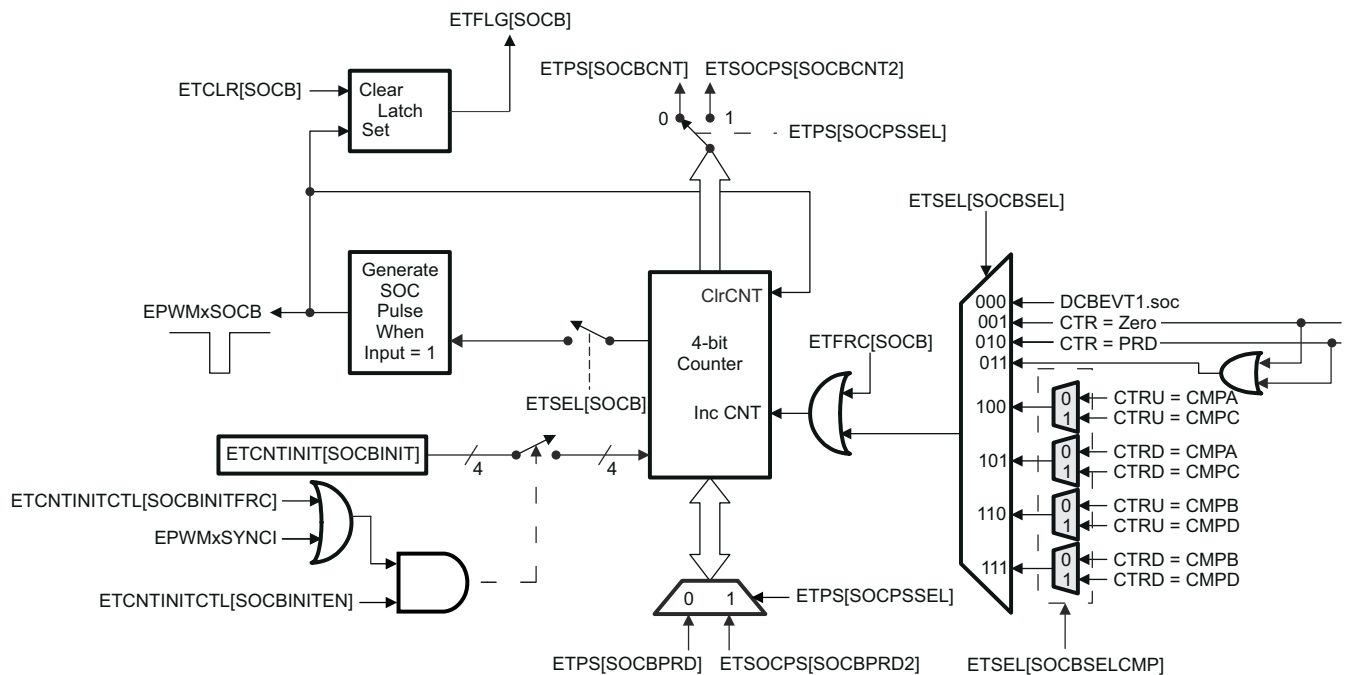 ETFLG[SOCB]
ETCLR[SOCB]
Clear
Latch
Set
ETPS[SOCBCNT]
ETSOCPS[SOCBCNT2]
0
1
ETPS[SOCPSSEL]
ETSEL[SOCBSEL]
EPWMxSOCB
Generate
SOC
Pulse
When
Input = 1
ETSEL[SOCB]
ClrCNT
4-bit
Counter
Inc CNT
ETFRC[SOCB]
000
001
010
011
100
101
110
111
DCBEVT1.soc
CTR = Zero
CTR = PRD
0
1
CTRU = CMPA
CTRU = CMPC
0
1
CTRD = CMPA
CTRD = CMPC
0
1
CTRU = CMPB
CTRU = CMPD
0
1
CTRD = CMPB
CTRD = CMPD
ETCNTINIT[SOCBINIT]
4
4
ETCNTINITCTL[SOCBINITFRC]
EPWMxSYNCI
ETCNTINITCTL[SOCBINITEN]
0 1
ETPS[SOCPSSEL]
ETPS[SOCBPRD]
ETSOCPS[SOCBPRD2]
ETSEL[SOCBSELCMP]